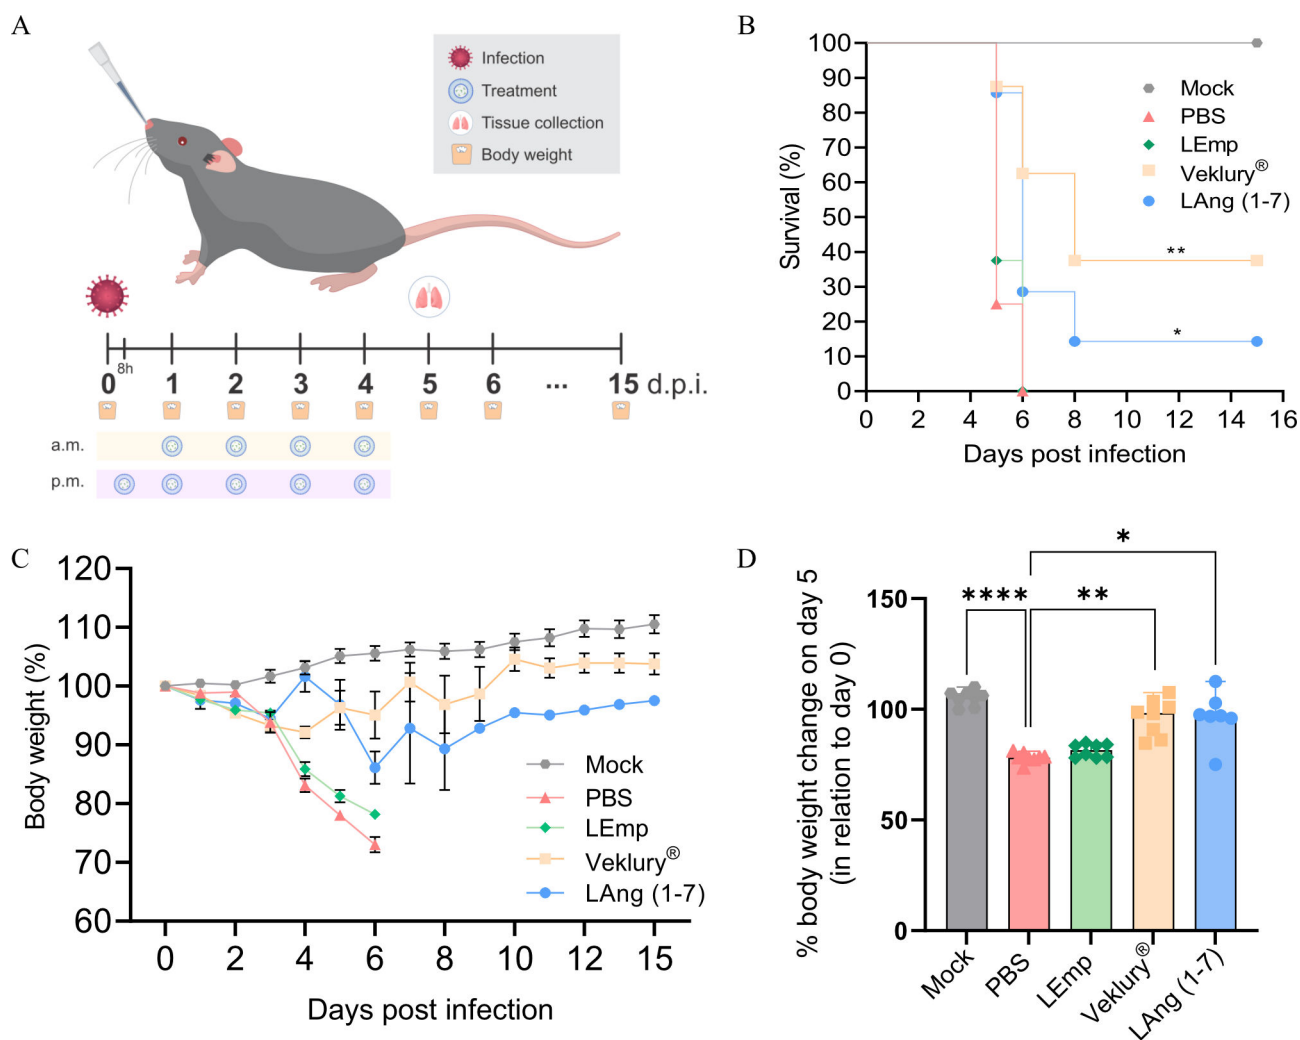 A
Infection
Treatment
Tissue collection
Body weight
8h
0 1 2 3 4 5 6 ... 15 d.p.i.
a.m.
p.m.
B
Survival (%)
100
90
80
70
60
50
40
30
20
10
0
0 2 4 6 8 10 12 14 16
Days post infection
Mock
PBS
LEmp
Veklury®
LAng (1-7)
**
*
C
Body weight (%)
120
110
100
90
80
70
60
0 2 4 6 8 10 12 15
Days post infection
Mock
PBS
LEmp
Veklury®
LAng (1-7)
D
% body weight change on day 5
(in relation to day 0)
150
100
50
0
*
**** **
Mock
PBS
LEmp
Veklury®
LAng (1-7)